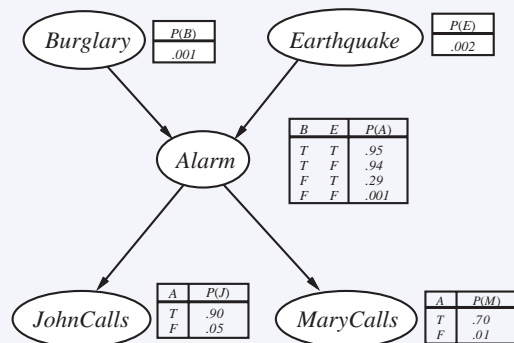 Burglary
P(B)
.001
Earthquake
P(E)
.002
Alarm
B E P(A)
T T .95
T F .94
F T .29
F F .001
JohnCalls
A P(J)
T .90
F .05
MaryCalls
A P(M)
T .70
F .01